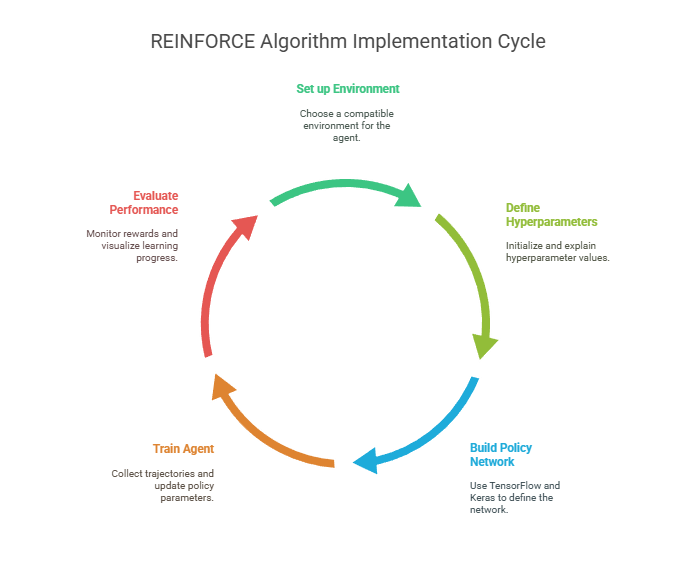 REINFORCE Algorithm Implementation Cycle
Set up Environment
Choose a compatible
environment for the
agent.
Define
Hyperparameters
Initialize and explain
hyperparameter values.
Build Policy
Network
Use TensorFlow and
Keras to define the
network.
Train Agent
Collect trajectories and
update policy
parameters.
Evaluate
Performance
Monitor rewards and
visualize learning
progress.